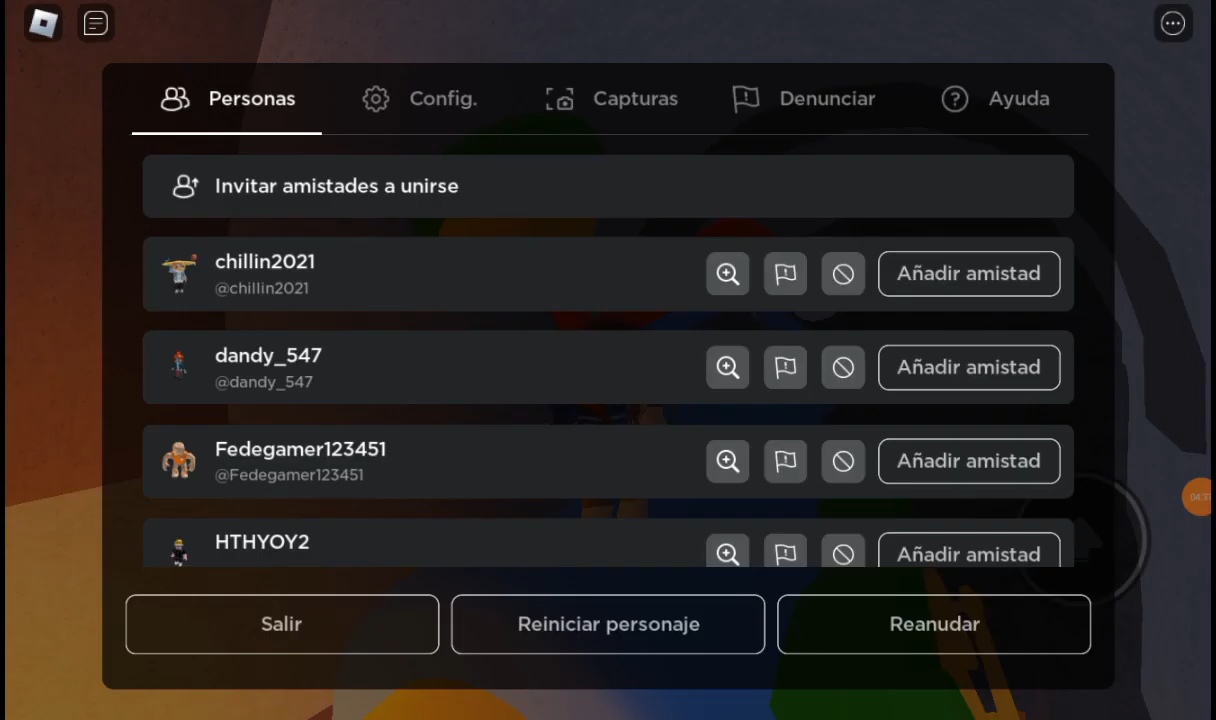 Personas
Config.
Capturas
Denunciar
Ayuda
Invitar amistades a unirse
chillin2021
@chillin2021
Añadir amistad
dandy_547
@dandy_547
Añadir amistad
Fedegamer123451
@Fedegamer123451
Añadir amistad
HTHYOY2
Añadir amistad
Salir
Reiniciar personaje
Reanudar